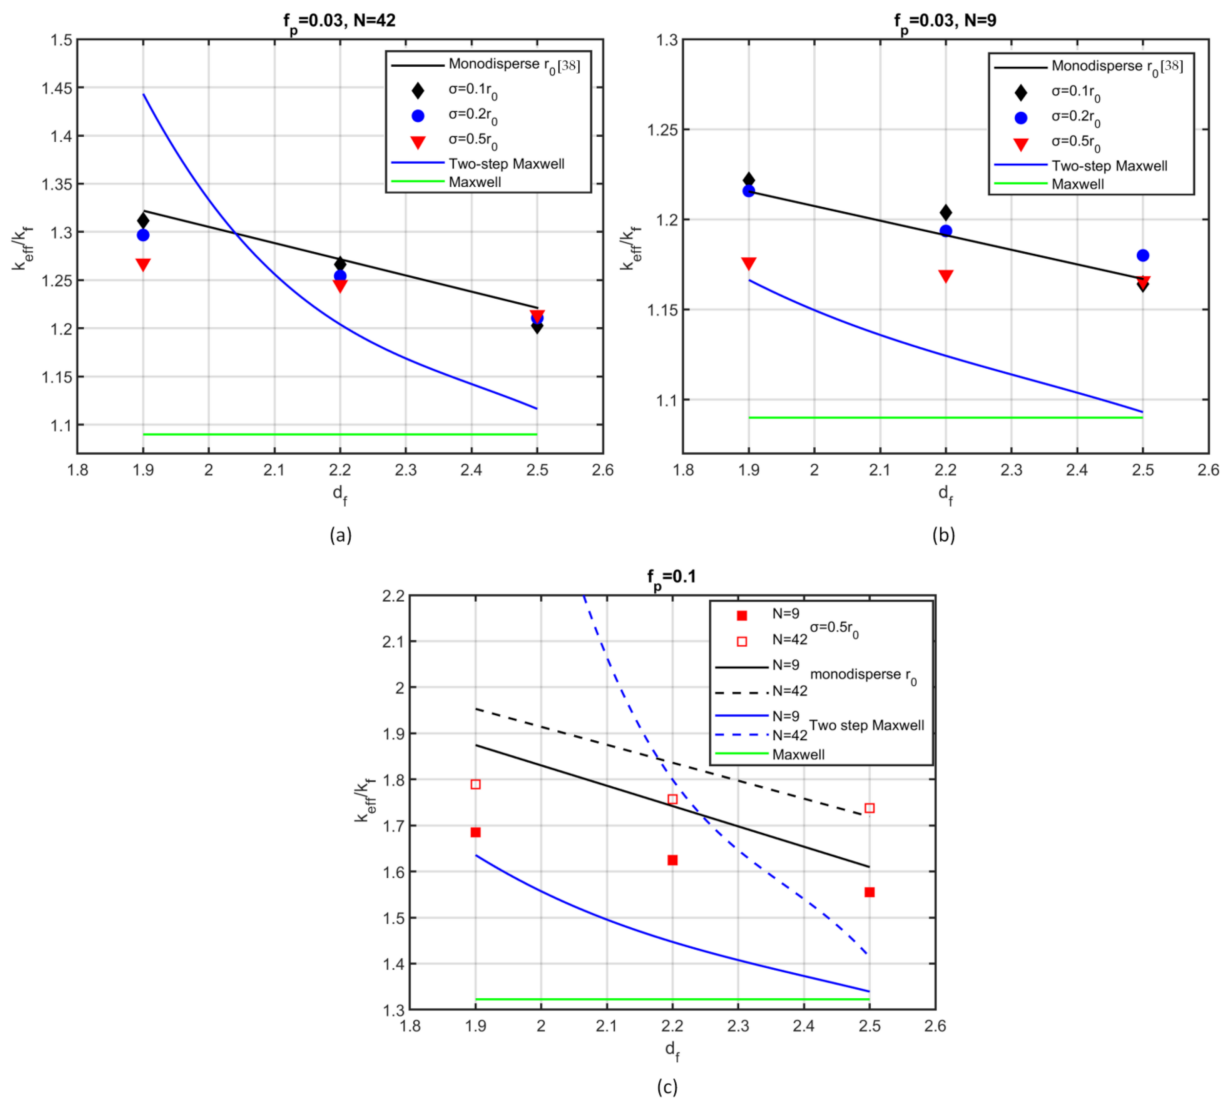 f_p=0.03, N=42
1.5
1.45
1.4
1.35
1.3
1.25
1.2
1.15
1.1
k_eff/k_f
1.8
1.9
2
2.1
2.2
2.3
2.4
2.5
2.6
d_f
Monodisperse r_0[38]
σ=0.1r_0
σ=0.2r_0
σ=0.5r_0
Two-step Maxwell
Maxwell
(a)
f_p=0.03, N=9
1.3
1.25
1.2
1.15
1.1
k_eff/k_f
1.8
1.9
2
2.1
2.2
2.3
2.4
2.5
2.6
d_f
Monodisperse r_0[38]
σ=0.1r_0
σ=0.2r_0
σ=0.5r_0
Two-step Maxwell
Maxwell
(b)
f_p=0.1
2.2
2.1
2
1.9
1.8
1.7
1.6
1.5
1.4
1.3
k_eff/k_f
1.8
1.9
2
2.1
2.2
2.3
2.4
2.5
2.6
d_f
N=9
σ=0.5r_0
N=42
N=9
monodisperse r_0
N=42
N=9
Two step Maxwell
N=42
Maxwell
(c)